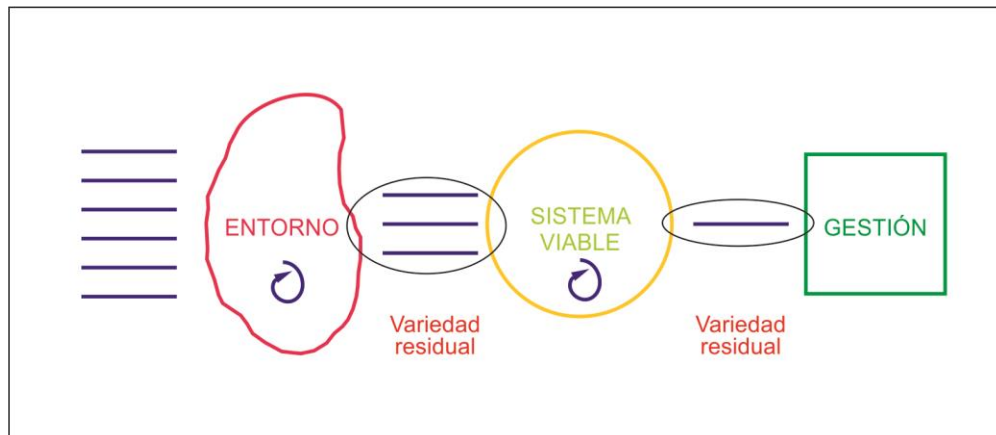 ENTORNO
SISTEMA
VIABLE
GESTIÓN
Variedad
residual
Variedad
residual